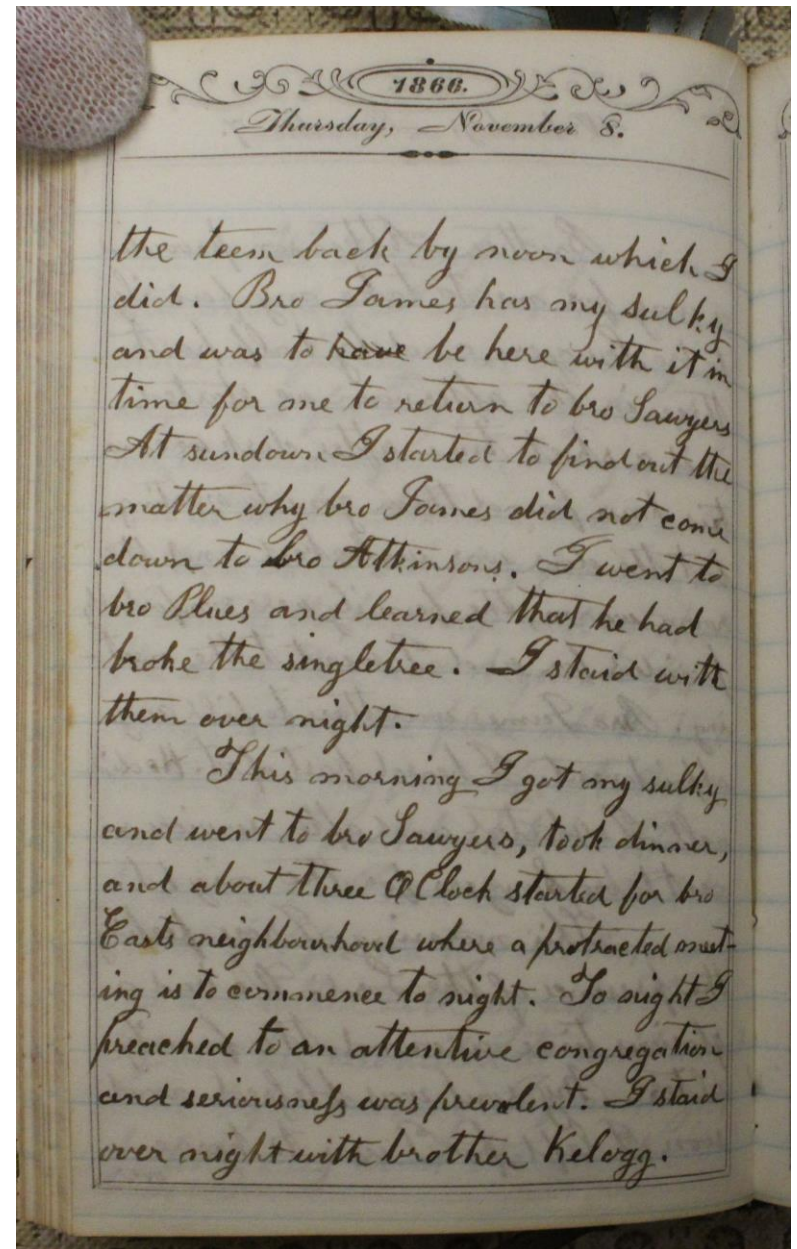 1866.
Thursday, November 8.
the teem back by noon which I
did. Bro James has my sulky
and was to ~~have~~ be here with it in
time for me to return to bro Sawyers
At sundown I started to find out the
matter why bro James did not come
down to bro Atkinsons. I went to
bro Plues and learned that he had
broke the singletree. I staid with
them over night.
This morning I got my sulky
and went to bro Sawyers, took dinner,
and about three O Clock started for bro
Easts neighbourhood where a protracted meet-
ing is to commence to night. To night I
preached to an attentive congregation
and seriousness was prevolent. I staid
over night with brother Kelogg.